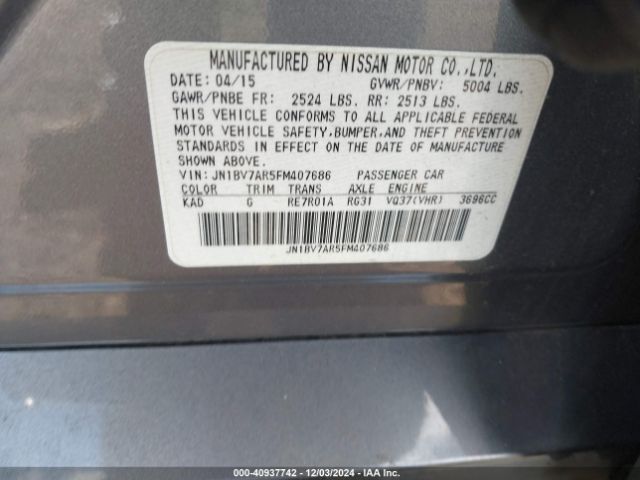 MANUFACTURED BY NISSAN MOTOR CO.,LTD.
DATE: 04/15 GVWR/PNBV: 5004 LBS.
GAWR/PNBE FR: 2524 LBS. RR: 2513 LBS.
THIS VEHICLE CONFORMS TO ALL APPLICABLE FEDERAL
MOTOR VEHICLE SAFETY,BUMPER,AND THEFT PREVENTION
STANDARDS IN EFFECT ON THE DATE OF MANUFACTURE
SHOWN ABOVE.
VIN: JN1BV7AR5FM407686 PASSENGER CAR
COLOR TRIM TRANS AXLE ENGINE
KAD G RE7R01A RG31 VQ37(VHR) 3696CC
JN1BV7AR5FM407686
000-40937742 - 12/03/2024 - IAA Inc.